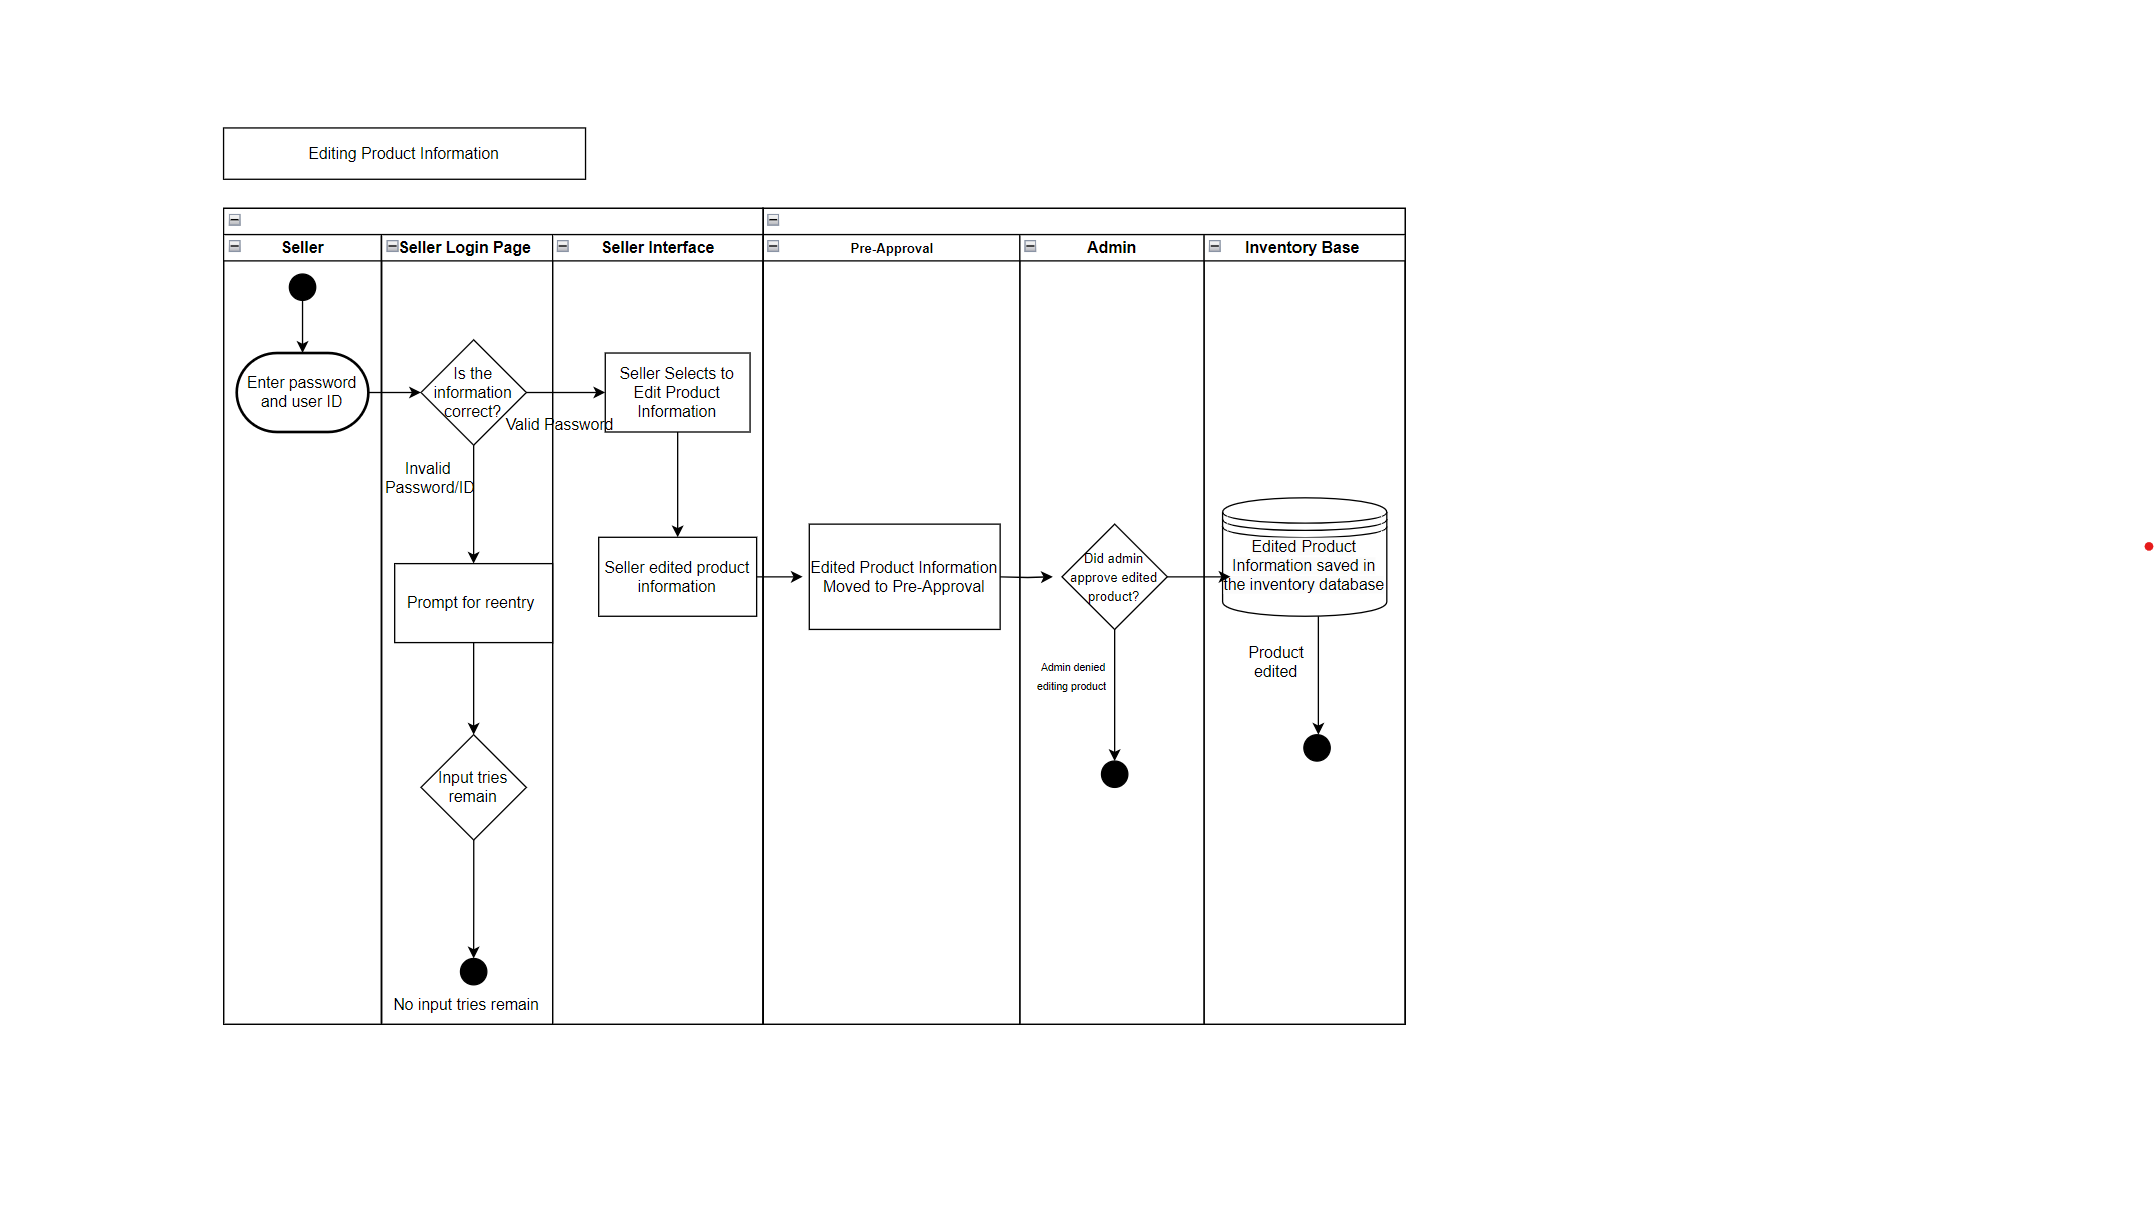 Editing Product Information
Seller
Seller Login Page
Seller Interface
Pre-Approval
Admin
Inventory Base
Enter password
and user ID
Is the
information
correct?
Valid Password
Seller Selects to
Edit Product
Information
Invalid
Password/ID
Prompt for reentry
Input tries
remain
No input tries remain
Seller edited product
information
Edited Product Information
Moved to Pre-Approval
Did admin
approve edited
product?
Admin denied
editing product
Edited Product
Information saved in
the inventory database
Product
edited